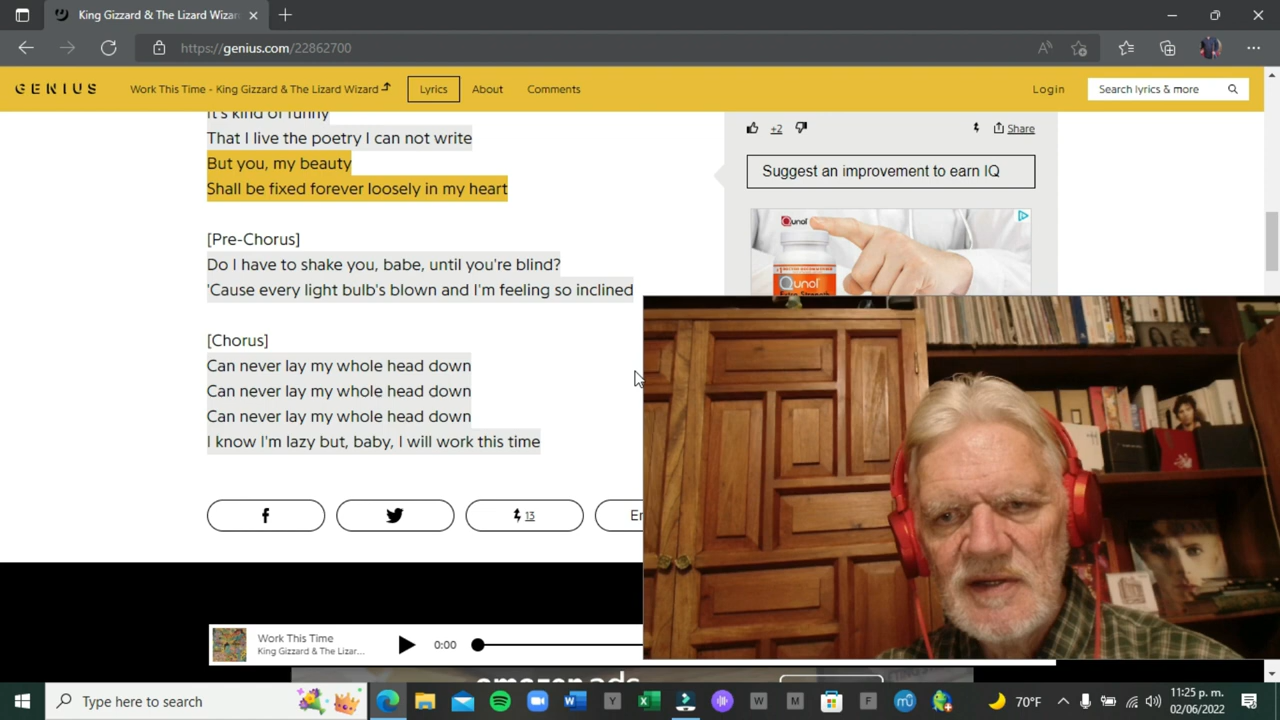 King Gizzard & The Lizard Wizar
https://genius.com/22862700
GENIUS
Work This Time - King Gizzard & The Lizard Wizard
Lyrics
About
Comments
Login
Search lyrics & more
It's kind of funny
That I live the poetry I can not write
But you, my beauty
Shall be fixed forever loosely in my heart
[Pre-Chorus]
Do I have to shake you, babe, until you're blind?
'Cause every light bulb's blown and I'm feeling so inclined
[Chorus]
Can never lay my whole head down
Can never lay my whole head down
Can never lay my whole head down
I know I'm lazy but, baby, I will work this time
+2
Share
Suggest an improvement to earn IQ
Qunol
Qunol
13
Work This Time
King Gizzard & The Lizar...
0:00
amazon ads
Type here to search
70°F
11:25 p. m.
02/06/2022